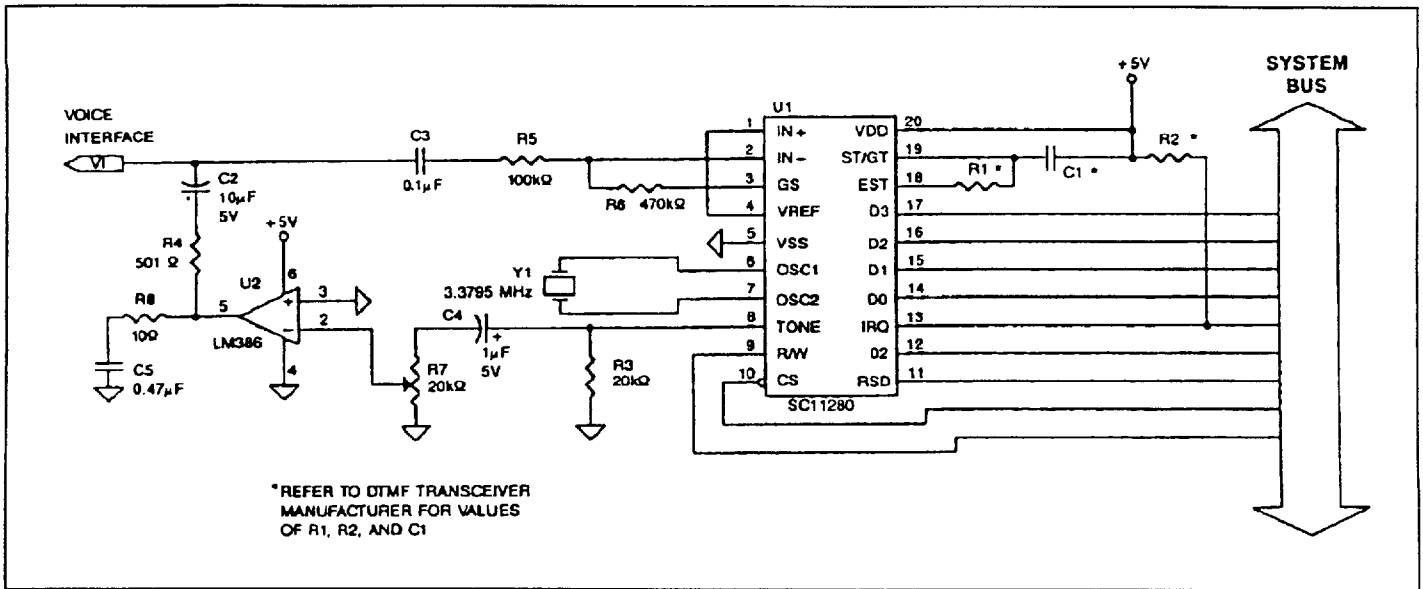 +5V
SYSTEM
BUS
VOICE
INTERFACE
VI
C3
0.1µF
R5
100kΩ
R6 470kΩ
U1
1 IN + VDD 20
2 IN – ST/GT 19
3 GS EST 18
4 VREF D3 17
5 VSS D2 16
6 OSC1 D1 15
7 OSC2 D0 14
8 TONE IRQ 13
9 R/W 02 12
10 CS RSD 11
SC11280
R1 *
C1 *
R2 *
C2
10µF
5V
+5V
R4
501 Ω
U2
6
+
3
5
–
2
LM386
4
R8
10Ω
C5
0.47µF
Y1
3.3795 MHz
C4
+
1µF
5V
R7
20kΩ
R3
20kΩ
*REFER TO DTMF TRANSCEIVER
MANUFACTURER FOR VALUES
OF R1, R2, AND C1